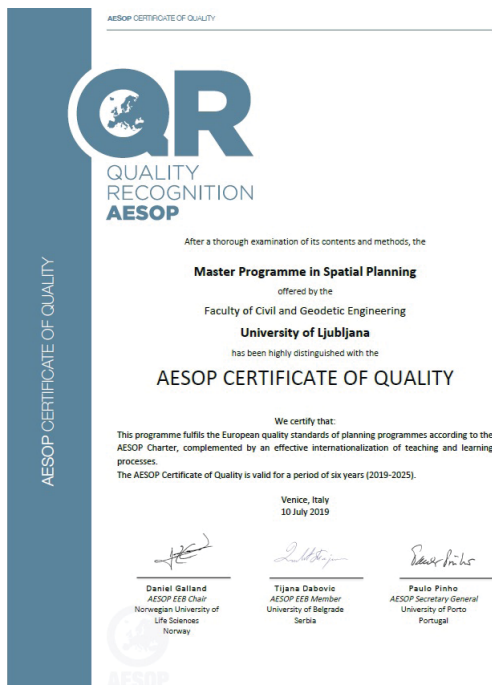 AESOP CERTIFICATE OF QUALITY
QR
QUALITY
RECOGNITION
AESOP
AESOP CERTIFICATE OF QUALITY
After a thorough examination of its contents and methods, the
Master Programme in Spatial Planning
offered by the
Faculty of Civil and Geodetic Engineering
University of Ljubljana
has been highly distinguished with the
AESOP CERTIFICATE OF QUALITY
We certify that:
This programme fulfils the European quality standards of planning programmes according to the
AESOP Charter, complemented by an effective internationalization of teaching and learning
processes.
The AESOP Certificate of Quality is valid for a period of six years (2019-2025).
Venice, Italy
10 July 2019
Daniel Galland
AESOP EEB Chair
Norwegian University of
Life Sciences
Norway
Tijana Dabovic
AESOP EEB Member
University of Belgrade
Serbia
Paulo Pinho
AESOP Secretary General
University of Porto
Portugal
AESOP